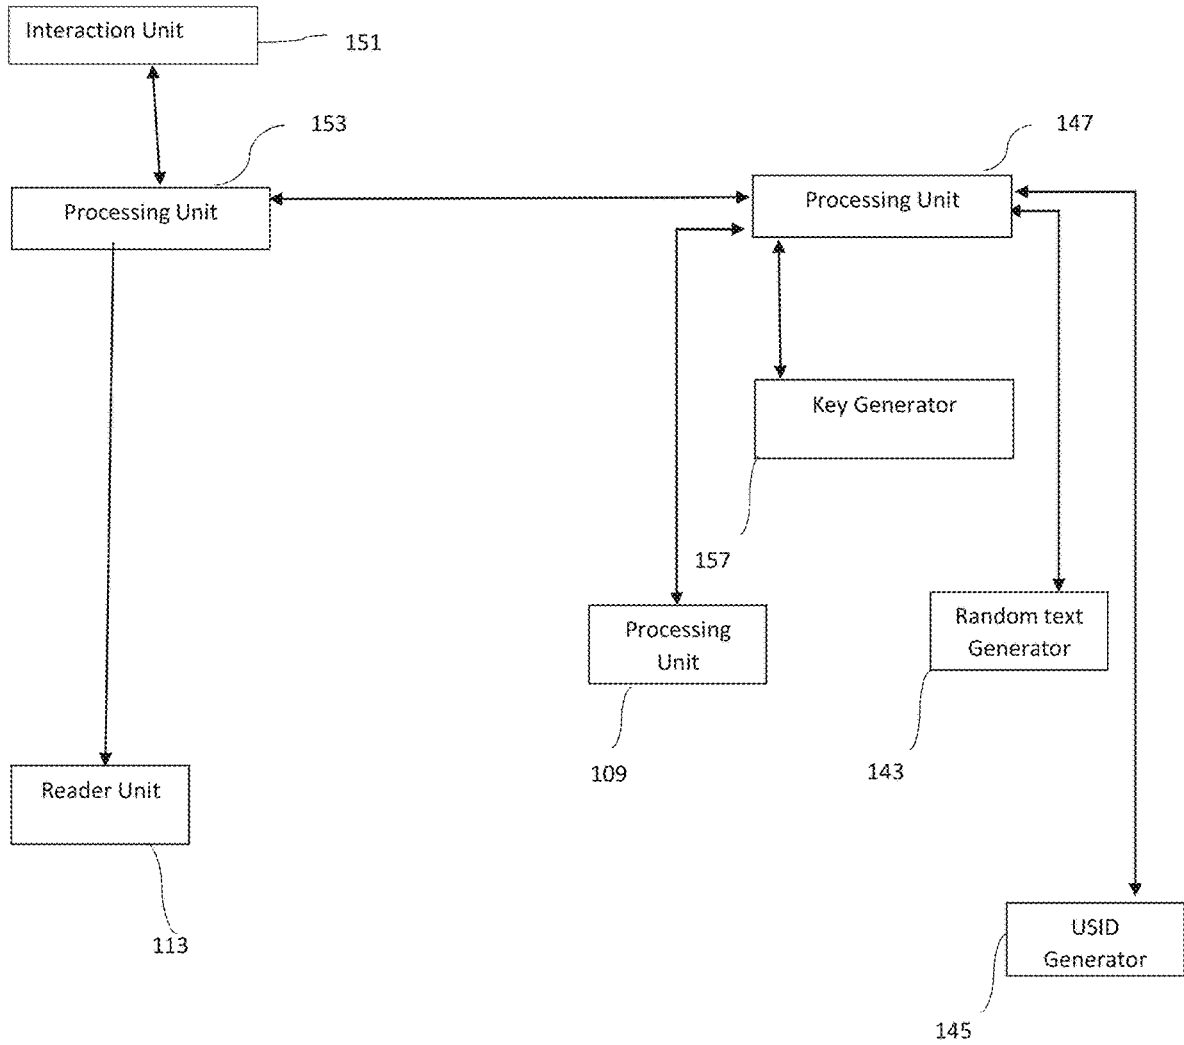 Interaction Unit
151
153
147
Processing Unit
Processing Unit
Key Generator
157
Processing
Unit
Random text
Generator
109
143
Reader Unit
113
USID
Generator
145